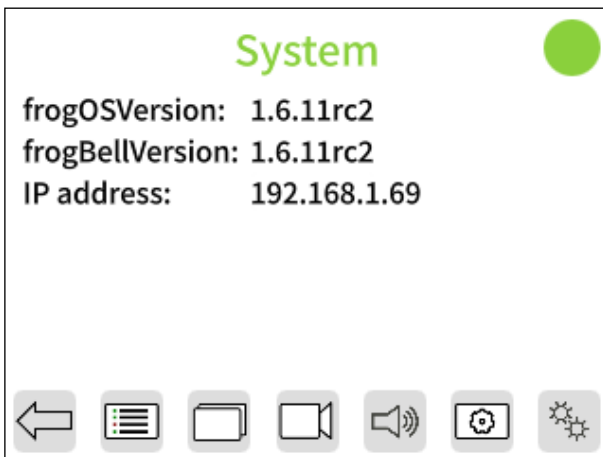 System
frogOSVersion: 1.6.11rc2
frogBellVersion: 1.6.11rc2
IP address: 192.168.1.69